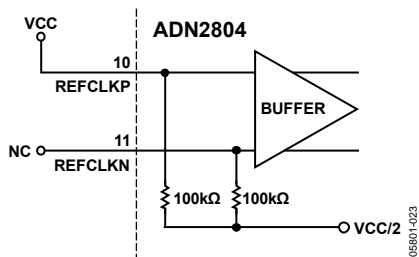 VCC
ADN2804
10
REFCLKP
BUFFER
11
NC
REFCLKN
100kΩ
100kΩ
VCC/2
05801-023